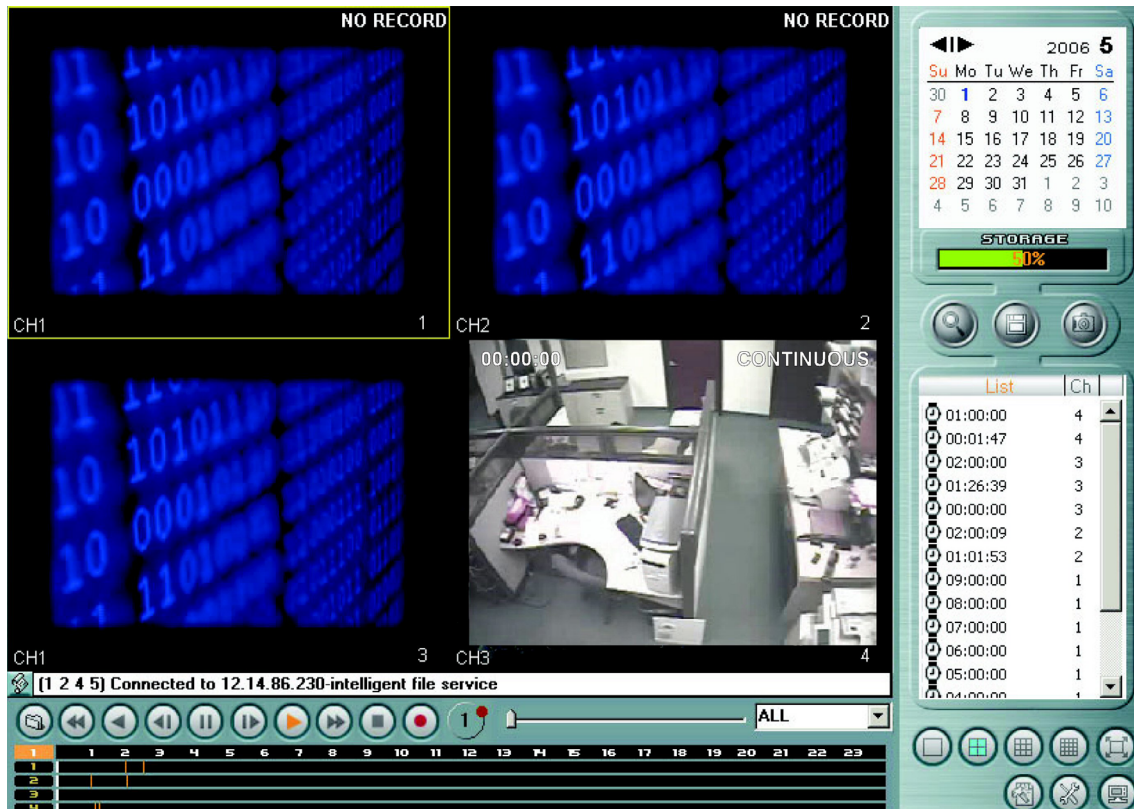 NO RECORD
CH1
1
NO RECORD
CH2
2
CH1
3
00:00:00
CONTINUOUS
CH3
4
(1 2 4 5) Connected to 12.14.86.230-intelligent file service
1
ALL
1 1 2 3 4 5 6 7 8 9 10 11 12 13 14 15 16 17 18 19 20 21 22 23
1
2
3
4
2006 5
Su Mo Tu We Th Fr Sa
30 1 2 3 4 5 6
7 8 9 10 11 12 13
14 15 16 17 18 19 20
21 22 23 24 25 26 27
28 29 30 31 1 2 3
4 5 6 7 8 9 10
STORAGE
50%
List Ch
01:00:00 4
00:01:47 4
02:00:00 3
01:26:39 3
00:00:00 3
02:00:09 2
01:01:53 2
09:00:00 1
08:00:00 1
07:00:00 1
06:00:00 1
05:00:00 1
04:00:00 1